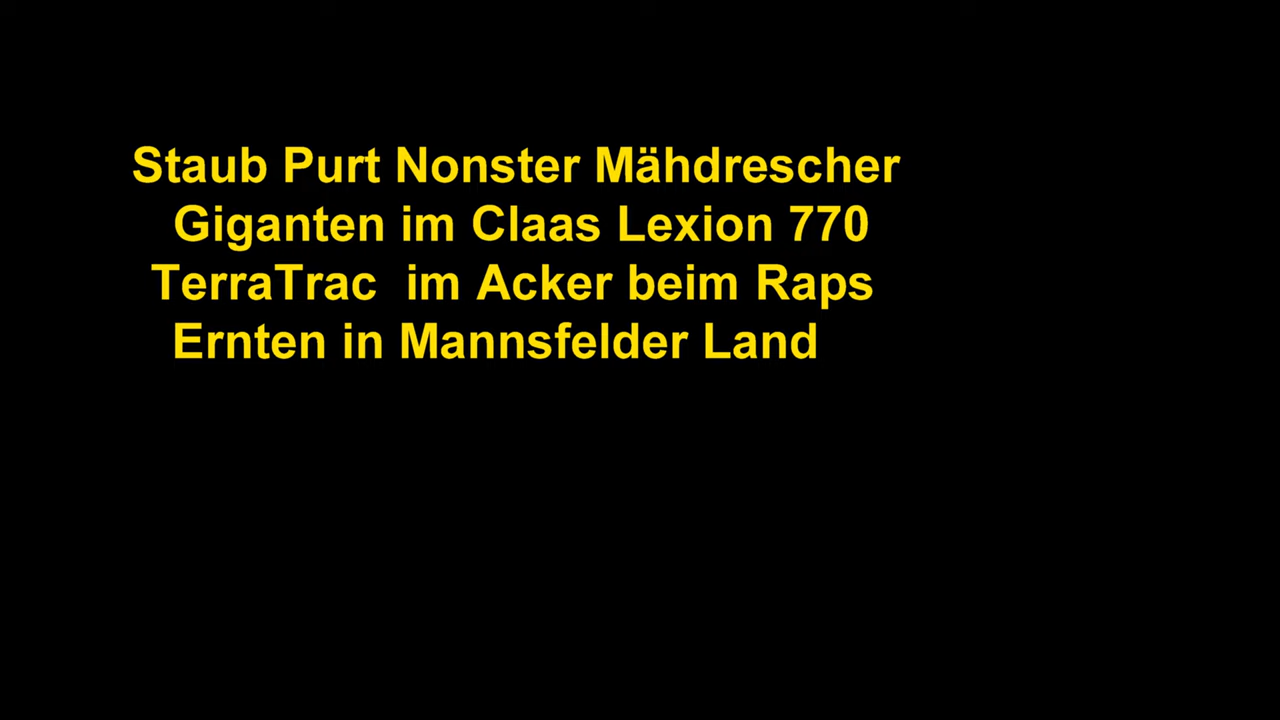 Staub Purt Nonster Mähdrescher
Giganten im Claas Lexion 770
TerraTrac im Acker beim Raps
Ernten in Mannsfelder Land